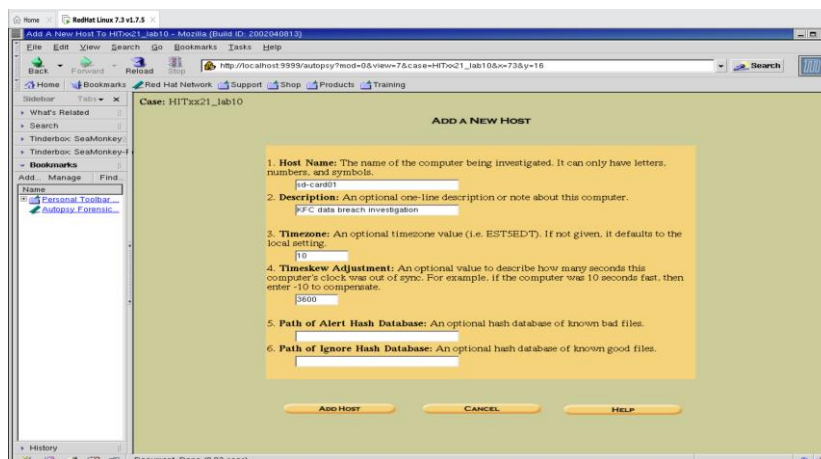 Home
RedHat Linux 7.3 v1.7.5
Add A New Host To HITxx21_lab10 - Mozilla {Build ID: 2002040813}
File Edit View Search Go Bookmarks Tasks Help
Back Forward Reload Stop http://localhost:9999/autopsy?mod=0&view=7&case=HITxx21_lab10&x=73&y=16 Search
Home Bookmarks Red Hat Network Support Shop Products Training
Sidebar Tabs
What's Related
Search
Tinderbox: SeaMonkey
Tinderbox: SeaMonkey-
Bookmarks
Add... Manage Find...
Name
Personal Toolbar ...
Autopsy Forensic...
History
Case: HITxx21_lab10
ADD A NEW HOST
1. Host Name: The name of the computer being investigated. It can only have letters,
numbers, and symbols.
sd-card01
2. Description: An optional one-line description or note about this computer.
KFC data breach investigation
3. Timezone: An optional timezone value (i.e. EST5EDT). If not given, it defaults to the
local setting.
10
4. Timeskew Adjustment: An optional value to describe how many seconds this
computer's clock was out of sync. For example, if the computer was 10 seconds fast, then
enter -10 to compensate.
3600
5. Path of Alert Hash Database: An optional hash database of known bad files.
6. Path of Ignore Hash Database: An optional hash database of known good files.
ADD HOST CANCEL HELP